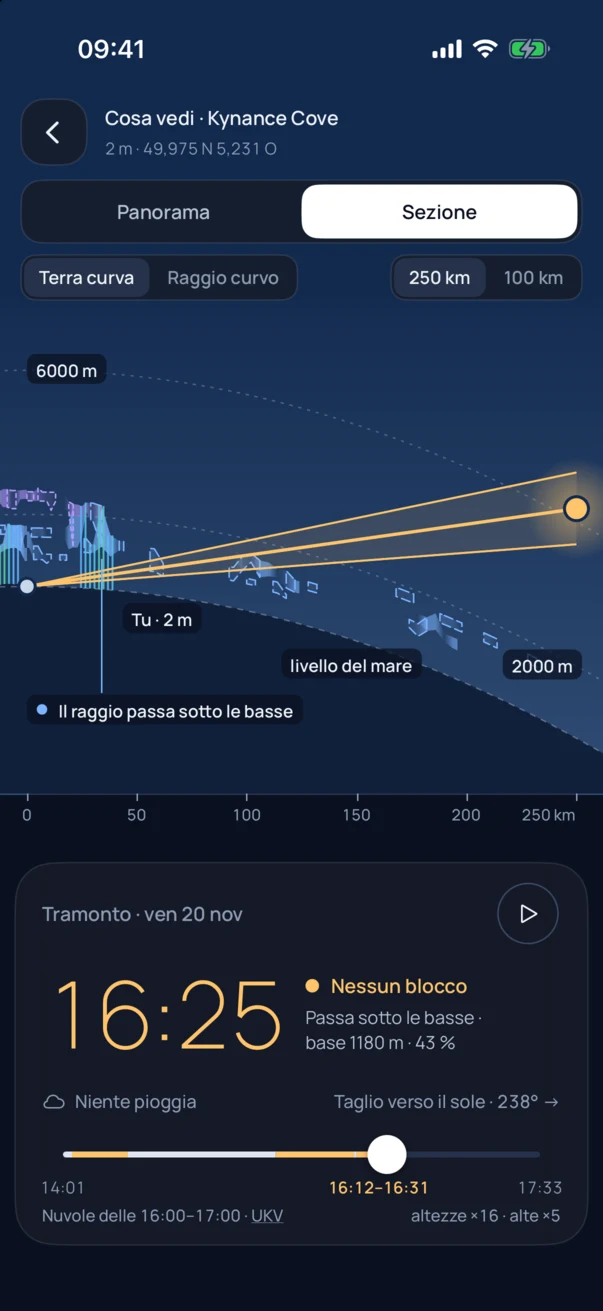 09:41
Cosa vedi · Kynance Cove
2 m · 49,975 N 5,231 O
Panorama
Sezione
Terra curva
Raggio curvo
250 km
100 km
6000 m
Tu · 2 m
livello del mare
2000 m
Il raggio passa sotto le basse
0
50
100
150
200
250 km
Tramonto · ven 20 nov
16:25
Nessun blocco
Passa sotto le basse ·
base 1180 m · 43 %
Niente pioggia
Taglio verso il sole · 238° →
14:01
16:12–16:31
17:33
Nuvole delle 16:00–17:00 · UKV
altezze ×16 · alte ×5